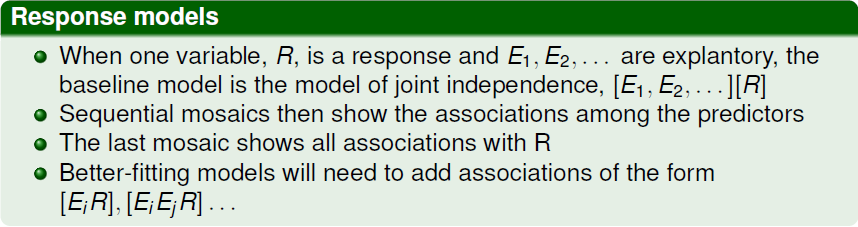 Response models
When one variable, R, is a response and E₁, E₂, . . . are explantory, the
baseline model is the model of joint independence, [E₁, E₂, . . .][R]
Sequential mosaics then show the associations among the predictors
The last mosaic shows all associations with R
Better-fitting models will need to add associations of the form
[EᵢR], [EᵢEⱼR] . . .